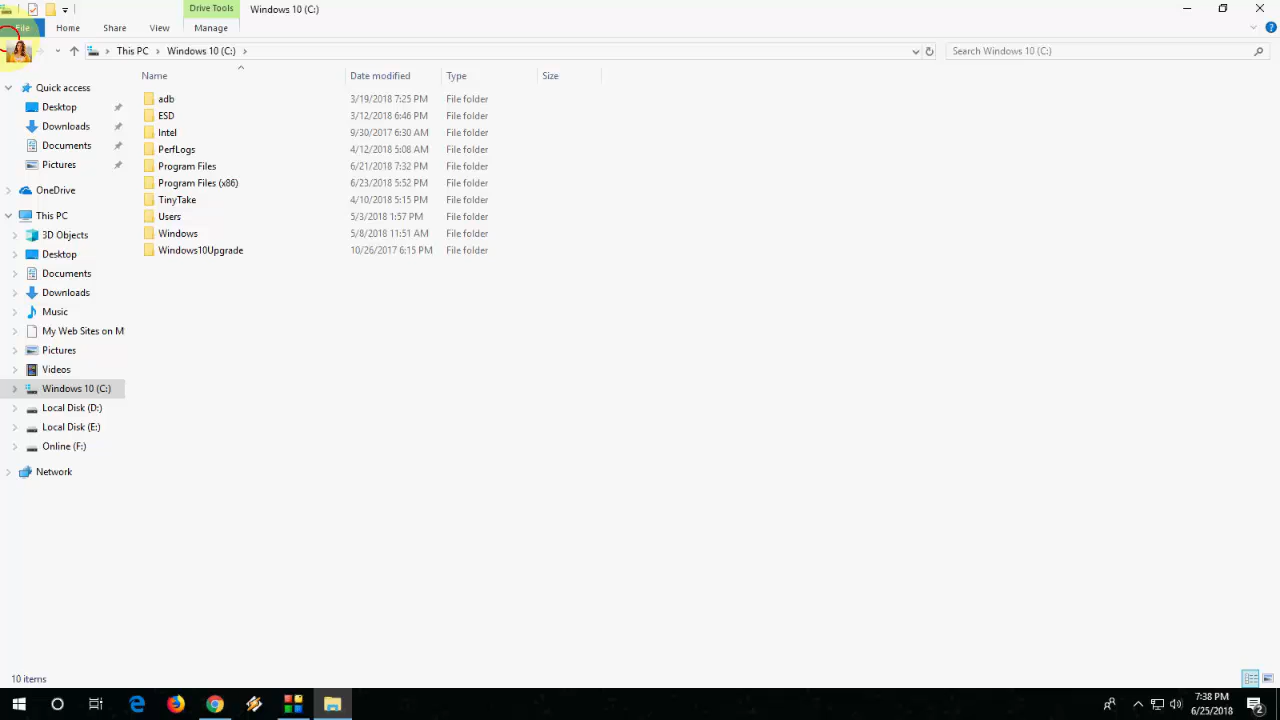 Drive Tools
Windows 10 (C:)
File Home Share View Manage
This PC Windows 10 (C:)
Search Windows 10 (C:)
Name Date modified Type Size
Quick access
Desktop
Downloads
Documents
Pictures
OneDrive
This PC
3D Objects
Desktop
Documents
Downloads
Music
My Web Sites on M
Pictures
Videos
Windows 10 (C:)
Local Disk (D:)
Local Disk (E:)
Online (F:)
Network
adb 3/19/2018 7:25 PM File folder
ESD 3/12/2018 6:46 PM File folder
Intel 9/30/2017 6:30 AM File folder
PerfLogs 4/12/2018 5:08 AM File folder
Program Files 6/21/2018 7:32 PM File folder
Program Files (x86) 6/23/2018 5:52 PM File folder
TinyTake 4/10/2018 5:15 PM File folder
Users 5/3/2018 1:57 PM File folder
Windows 5/8/2018 11:51 AM File folder
Windows10Upgrade 10/26/2017 6:15 PM File folder
10 items
7:38 PM
6/25/2018
2